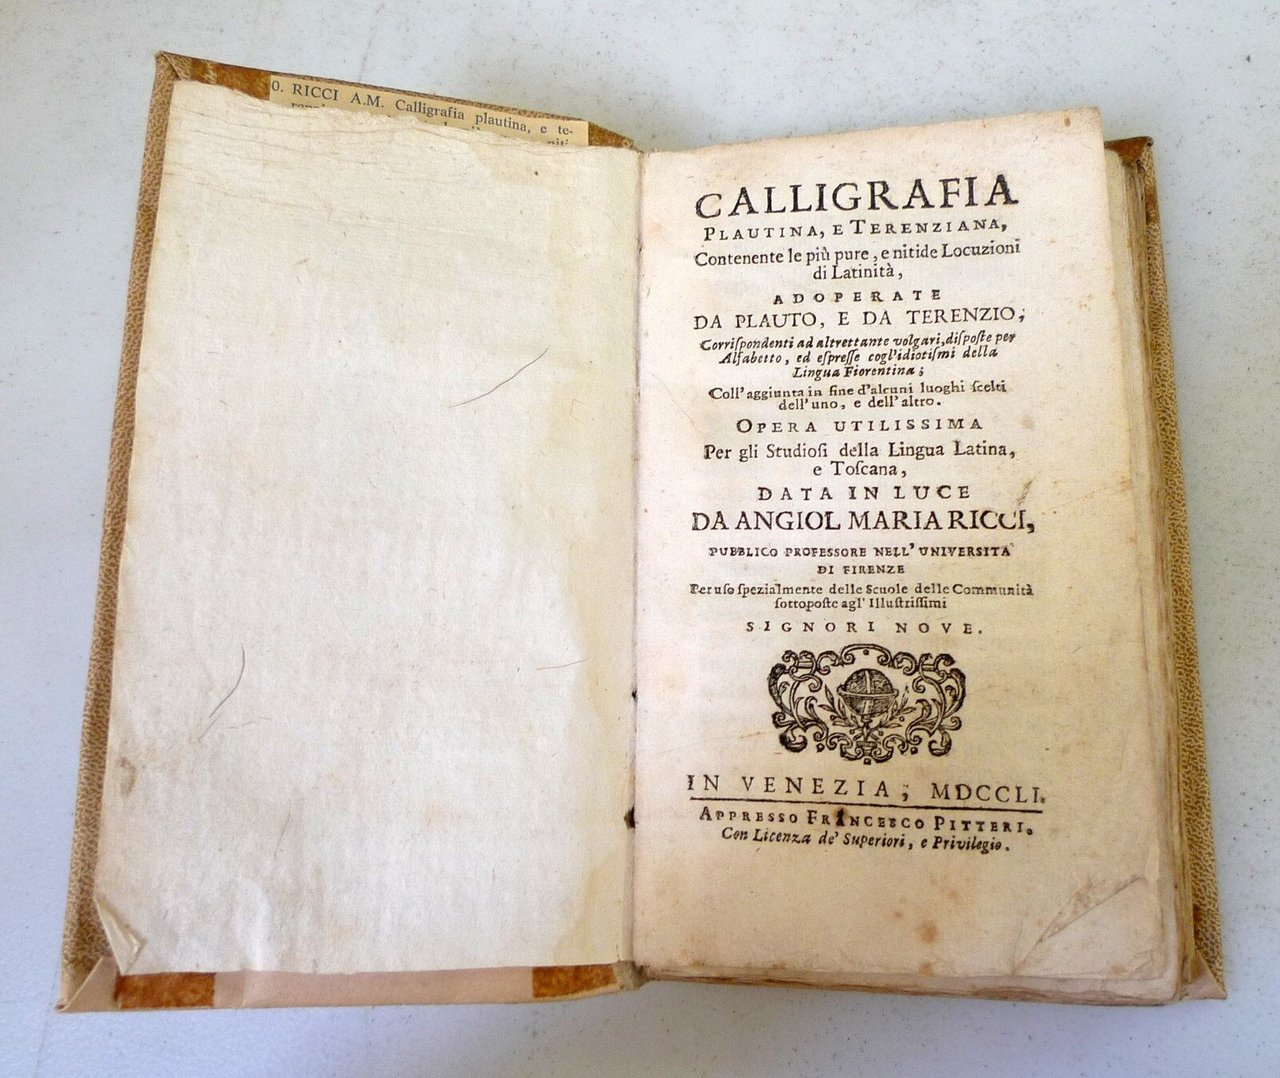 0. RICCI A.M. Calligrafia plautina, e te-
niti-
CALLIGRAFIA
PLAUTINA, E TERENZIANA,
Contenente le più pure, e nitide Locuzioni
di Latinità,
ADOPERATE
DA PLAUTO, E DA TERENZIO,
Corriſpondenti ad altrettante volgari, diſpoſte per
Alfabetto, ed eſpreſſe cogl'idiotiſmi della
Lingua Fiorentina;
Coll'aggiunta in fine d'alcuni luoghi ſcelti
dell'uno, e dell'altro.
OPERA UTILISSIMA
Per gli Studioſi della Lingua Latina,
e Toſcana,
DATA IN LUCE
DA ANGIOL MARIA RICCI,
PUBBLICO PROFESSORE NELL'UNIVERSITÀ
DI FIRENZE
Per uſo ſpezialmente delle Scuole delle Communità
ſottopoſte agl'Illuſtriſſimi
SIGNORI NOVE.
IN VENEZIA, MDCCLI.
APPRESSO FRANCESCO PITTERI.
Con Licenza de' Superiori, e Privilegio.